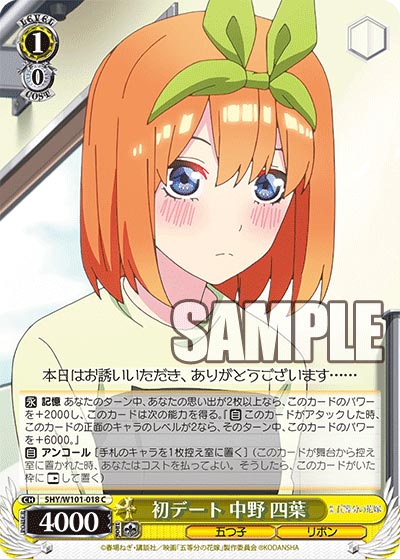 LEVEL
1
0
COST
SAMPLE
本日はお誘いいただき、ありがとうございます……
永 記憶 あなたのターン中、あなたの思い出が2枚以上なら、このカードのパワー
を+2000し、このカードは次の能力を得る。『自 このカードがアタックした時、
このカードの正面のキャラのレベルが2なら、そのターン中、このカードのパワー
を+6000。』
自 アンコール [手札のキャラを1枚控え室に置く] (このカードが舞台から控え
室に置かれた時、あなたはコストを払ってよい。そうしたら、このカードがいた枠
にレストして置く)
CH 5HY/W101-018 C
POWER
4000
SOUL
初デート 中野 四葉
五等分の花嫁
五つ子
リボン
©春場ねぎ・講談社／映画「五等分の花嫁」製作委員会 ®KODANSHA